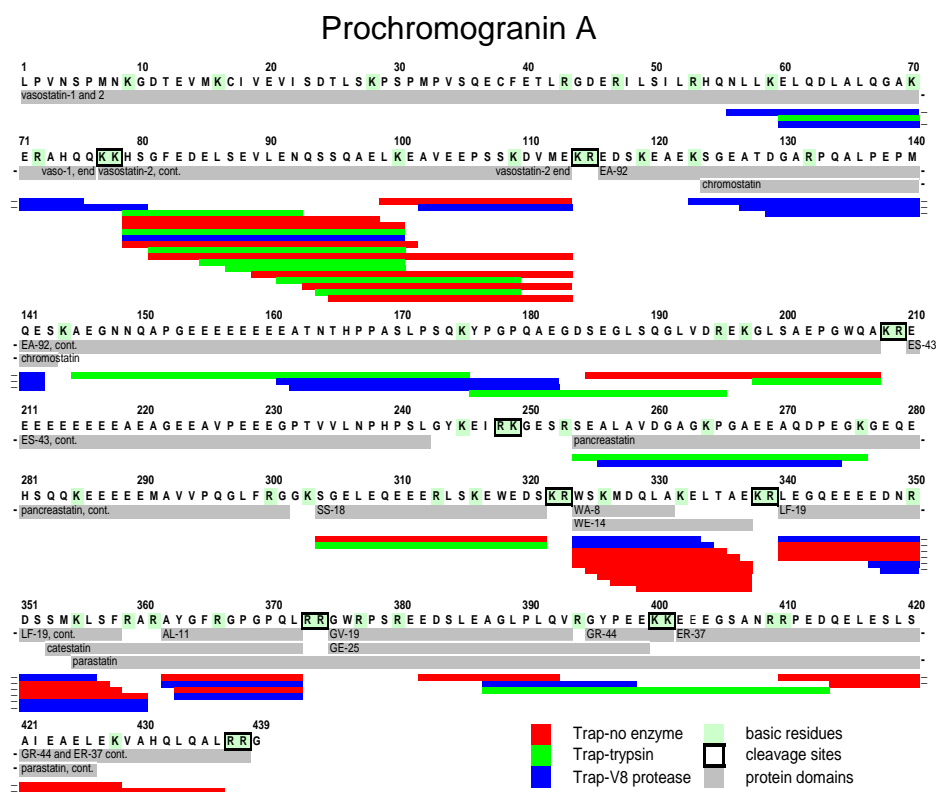 Prochromogranin A
1 10 20 30 40 50 60 70
L P V N S P M N K G D T E V M K C I V E V I S D T L S K P S P M P V S Q E C F E T L R G D E R I L S I L R H Q N L L K E L Q D L A L Q G A K
vasostatin-1 and 2 -
71 80 90 100 110 120 130 140
E R A H Q Q K K H S G F E D E L S E V L E N Q S S Q A E L K E A V E E P S S K D V M E K R E D S K E A E K S G E A T D G A R P Q A L P E P M
- vaso-1, end vasostatin-2, cont. vasostatin-2 end EA-92 -
chromostatin -
141 150 160 170 180 190 200 210
Q E S K A E G N N Q A P G E E E E E E E E A T N T H P P A S L P S Q K Y P G P Q A E G D S E G L S Q G L V D R E K G L S A E P G W Q A K R E
- EA-92, cont. ES-43 -
- chromostatin
211 220 230 240 250 260 270 280
E E E E E E E E A E A G E E A V P E E E G P T V V L N P H P S L G Y K E I R K G E S R S E A L A V D G A G K P G A E E A Q D P E G K G E Q E
- ES-43, cont. pancreastatin -
281 290 300 310 320 330 340 350
H S Q Q K E E E E E M A V V P Q G L F R G G K S G E L E Q E E E R L S K E W E D S K R W S K M D Q L A K E L T A E K R L E G Q E E E E D N R
- pancreastatin, cont. SS-18 WA-8 LF-19 -
WE-14
351 360 370 380 390 400 410 420
D S S M K L S F R A R A Y G F R G P G P Q L R R G W R P S R E E D S L E A G L P L Q V R G Y P E E K K E E E G S A N R R P E D Q E L E S L S
- LF-19, cont. AL-11 GV-19 GR-44 ER-37 -
catestatin GE-25
parastatin -
421 430 439
A I E A E L E K V A H Q L Q A L R R G
- GR-44 and ER-37 cont.
- parastatin, cont.
Trap-no enzyme basic residues
Trap-trypsin cleavage sites
Trap-V8 protease protein domains